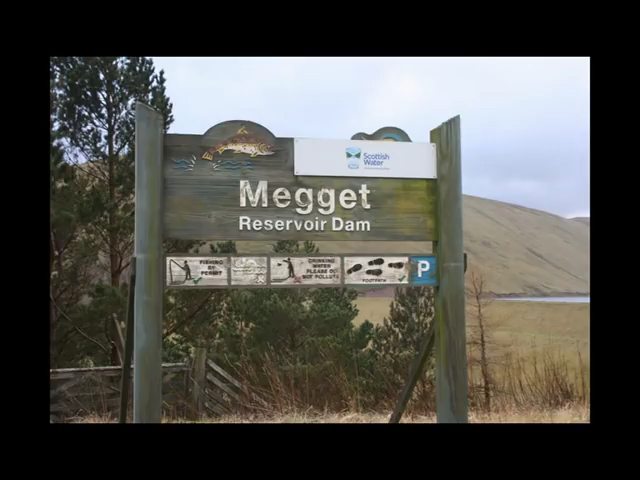 Scottish
Water
Megget
Reservoir Dam
FISHING
BY
PERMIT
DRINKING
WATER
PLEASE DO
NOT POLLUTE
FOOTPATH
P